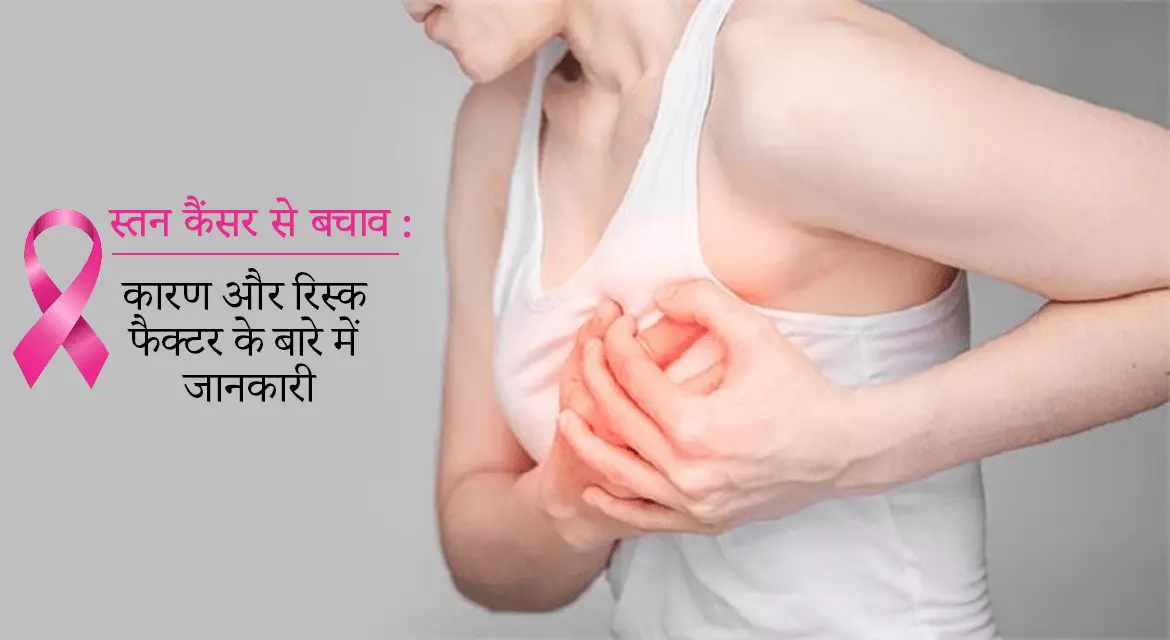 स्तन कैंसर से बचाव :
कारण और रिस्क
फैक्टर के बारे में
जानकारी